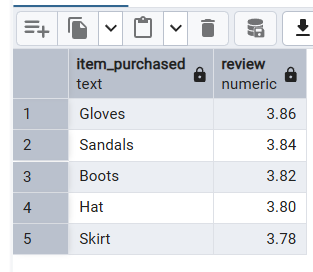 item_purchased review
text numeric
1 Gloves 3.86
2 Sandals 3.84
3 Boots 3.82
4 Hat 3.80
5 Skirt 3.78